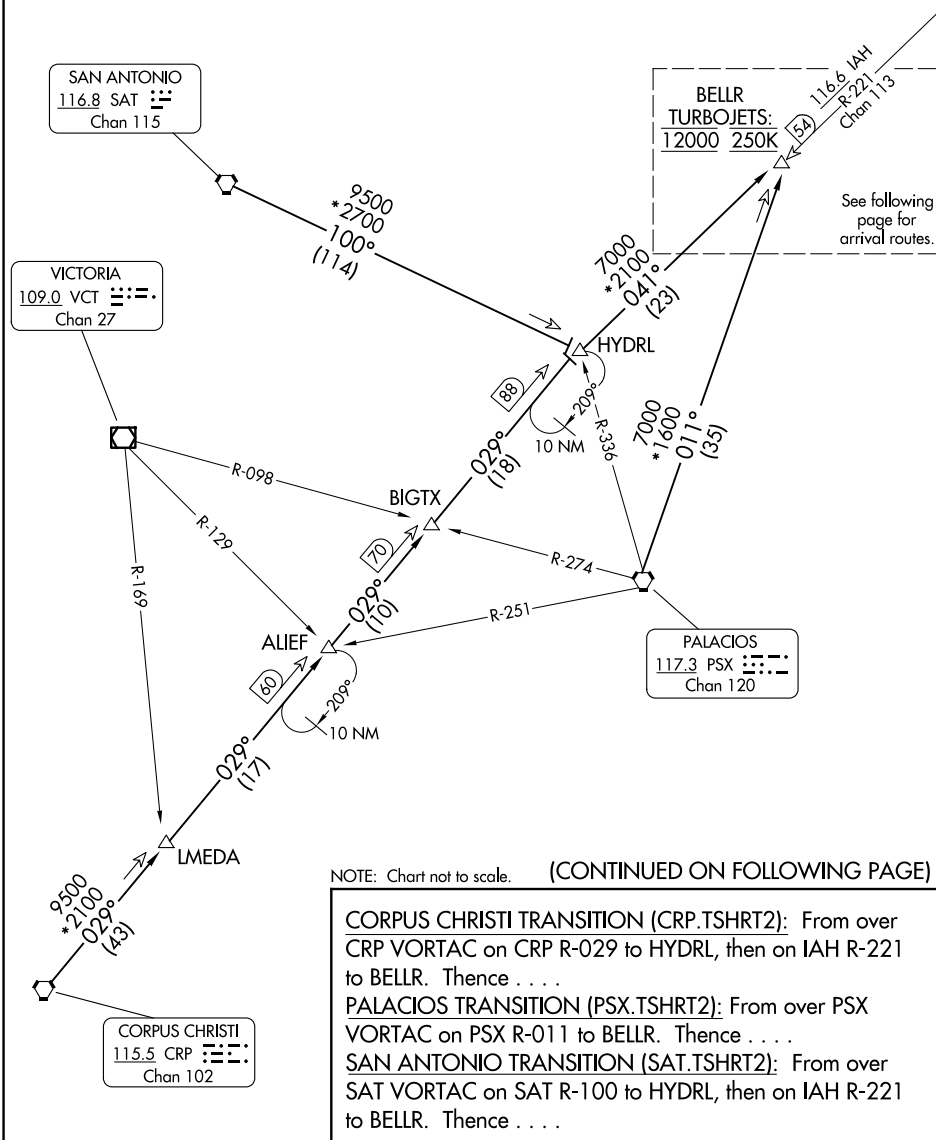 SAN ANTONIO
116.8 SAT
Chan 115
BELLR
TURBOJETS:
12000 250K
54
116.6 IAH
R-221
Chan 113
See following
page for
arrival routes.
9500
*2700
100°
(114)
VICTORIA
109.0 VCT
Chan 27
7000
*2100
041°
(23)
HYDRL
88
209°
10 NM
R-336
7000
*1600
011°
(35)
029°
(18)
R-098
BIGTX
R-129
70
R-274
R-169
029°
(10)
R-251
ALIEF
60
209°
10 NM
PALACIOS
117.3 PSX
Chan 120
029°
(17)
LMEDA
9500
*2100
029°
(43)
CORPUS CHRISTI
115.5 CRP
Chan 102
NOTE: Chart not to scale.
(CONTINUED ON FOLLOWING PAGE)
CORPUS CHRISTI TRANSITION (CRP.TSHRT2): From over
CRP VORTAC on CRP R-029 to HYDRL, then on IAH R-221
to BELLR. Thence . . . .
PALACIOS TRANSITION (PSX.TSHRT2): From over PSX
VORTAC on PSX R-011 to BELLR. Thence . . . .
SAN ANTONIO TRANSITION (SAT.TSHRT2): From over
SAT VORTAC on SAT R-100 to HYDRL, then on IAH R-221
to BELLR. Thence . . . .